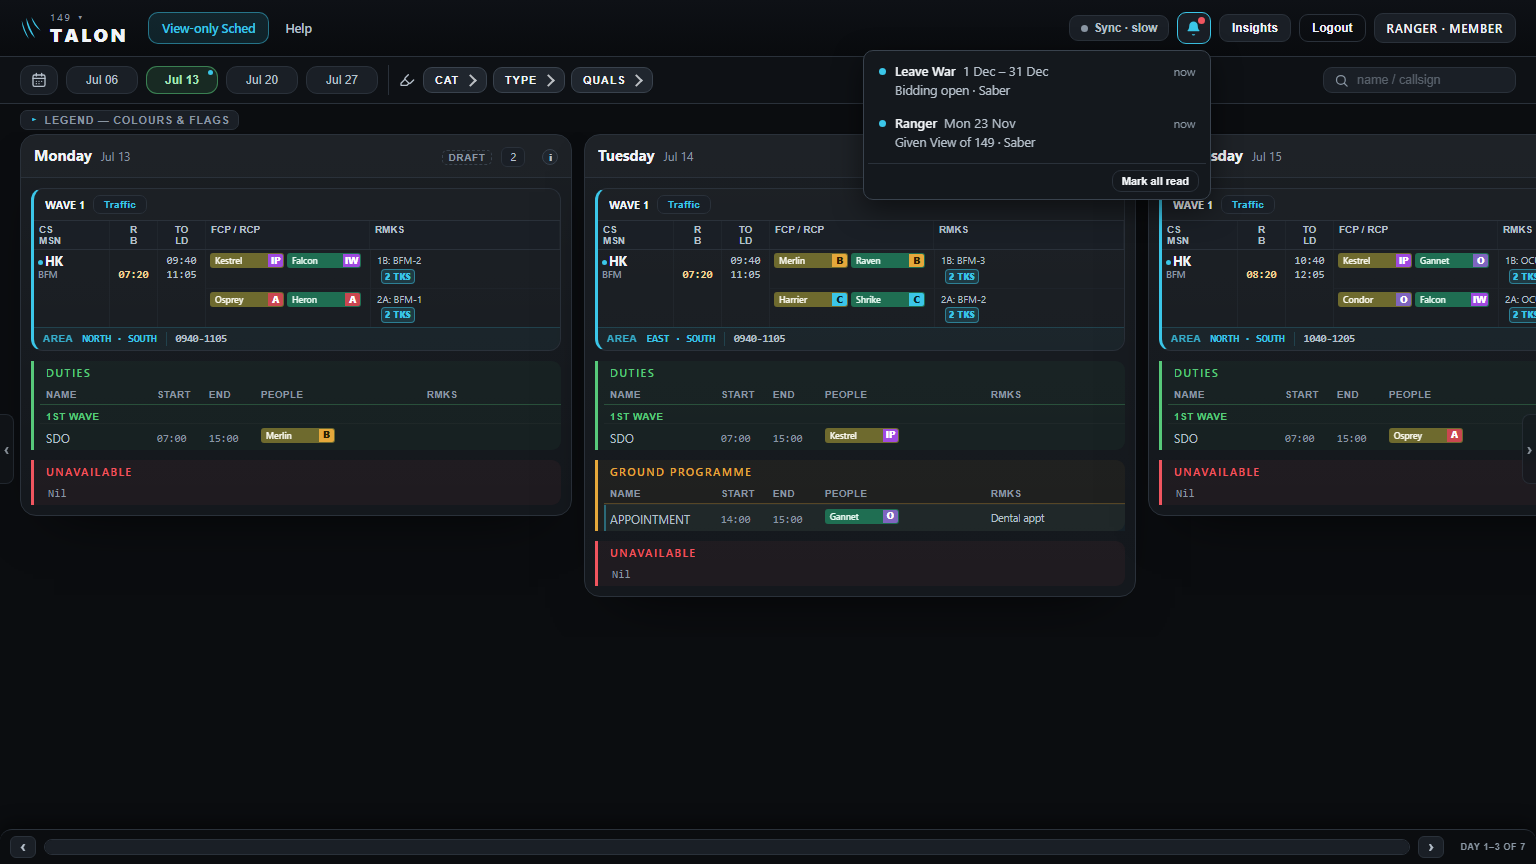 149 ▾
TALON
View-only Sched
Help
Sync · slow
Insights
Logout
RANGER · MEMBER
Jul 06
Jul 13
Jul 20
Jul 27
CAT
TYPE
QUALS
name / callsign
Leave War 1 Dec – 31 Dec now
Bidding open · Saber
Ranger Mon 23 Nov now
Given View of 149 · Saber
Mark all read
LEGEND — COLOURS & FLAGS
Monday Jul 13 DRAFT 2 i
WAVE 1 Traffic
CS R TO FCP / RCP RMKS
MSN B LD
HK 09:40 Kestrel IP Falcon IW 1B: BFM-2
BFM 07:20 11:05 2 TKS
Osprey A Heron A 2A: BFM-1
2 TKS
AREA NORTH · SOUTH 0940-1105
DUTIES
NAME START END PEOPLE RMKS
1ST WAVE
SDO 07:00 15:00 Merlin B
UNAVAILABLE
Nil
Tuesday Jul 14
WAVE 1 Traffic
CS R TO FCP / RCP RMKS
MSN B LD
HK 09:40 Merlin B Raven B 1B: BFM-3
BFM 07:20 11:05 2 TKS
Harrier C Shrike C 2A: BFM-2
2 TKS
AREA EAST · SOUTH 0940-1105
DUTIES
NAME START END PEOPLE RMKS
1ST WAVE
SDO 07:00 15:00 Kestrel IP
GROUND PROGRAMME
NAME START END PEOPLE RMKS
APPOINTMENT 14:00 15:00 Gannet O Dental appt
UNAVAILABLE
Nil
sday Jul 15
WAVE 1 Traffic
CS R TO FCP / RCP RMKS
MSN B LD
HK 10:40 Kestrel IP Gannet O 1B: OCU
BFM 08:20 12:05 2 TKS
Condor O Falcon IW 2A: OCU
2 TKS
AREA NORTH · SOUTH 1040-1205
DUTIES
NAME START END PEOPLE
1ST WAVE
SDO 07:00 15:00 Osprey A
UNAVAILABLE
Nil
DAY 1–3 OF 7